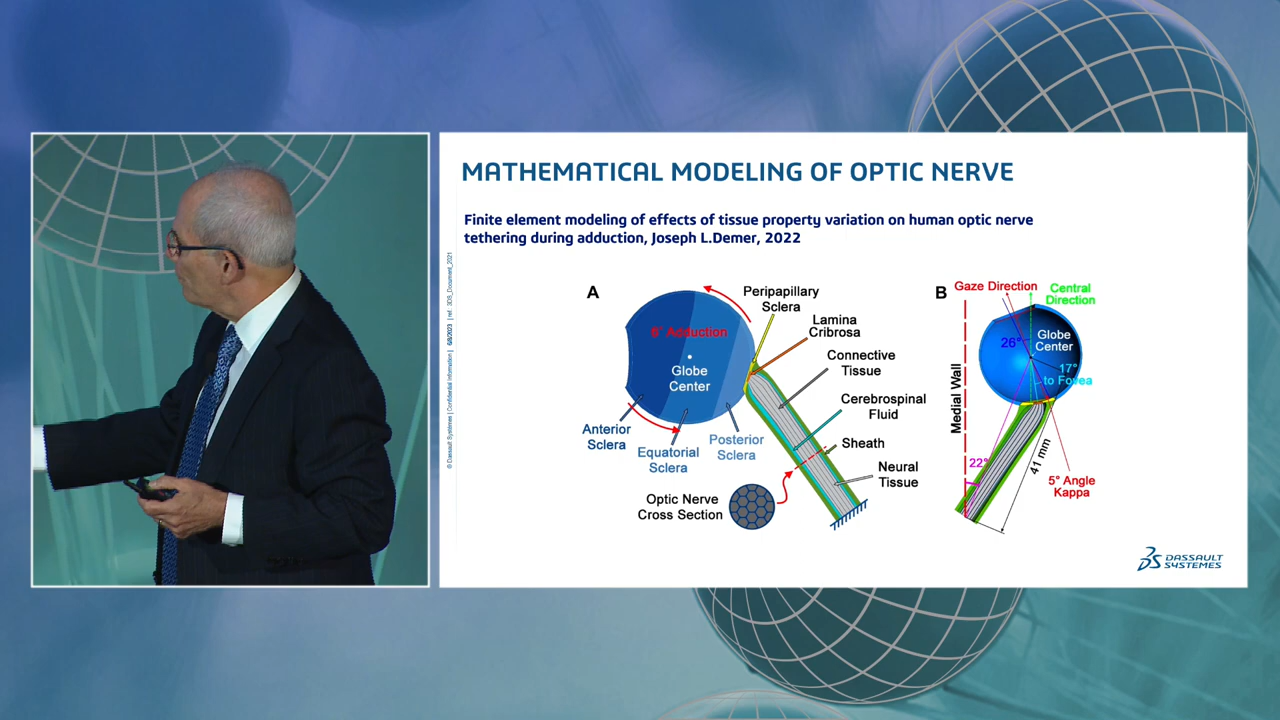 MATHEMATICAL MODELING OF OPTIC NERVE
Finite element modeling of effects of tissue property variation on human optic nerve
tethering during adduction, Joseph L.Demer, 2022
A
Peripapillary
Sclera
Lamina
Cribrosa
6° Adduction
Globe
Center
Connective
Tissue
Cerebrospinal
Fluid
Anterior
Sclera
Equatorial
Sclera
Posterior
Sclera
Sheath
Neural
Tissue
Optic Nerve
Cross Section
B
Gaze Direction
Central
Direction
Globe
Center
26°
17°
to Fovea
Medial Wall
22°
41 mm
5° Angle
Kappa
DASSAULT
SYSTEMES
© Dassault Systèmes | Confidential Information | 6/8/2023 | ref.: 3DS_Document_2021